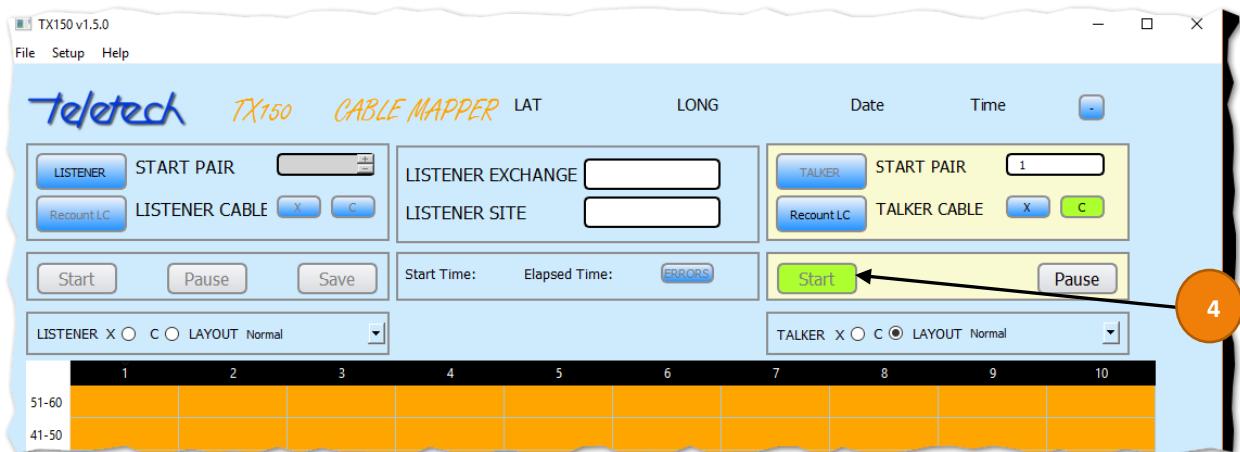 TX150 v1.5.0
File Setup Help
Teletech TX150 CABLE MAPPER LAT LONG Date Time -
LISTENER START PAIR + -
Recount LC LISTENER CABLE X C
LISTENER EXCHANGE
LISTENER SITE
TALKER START PAIR 1
Recount LC TALKER CABLE X C
Start Pause Save
Start Time: Elapsed Time: ERRORS
Start Pause
4
LISTENER X C LAYOUT Normal
TALKER X C LAYOUT Normal
1 2 3 4 5 6 7 8 9 10
51-60
41-50